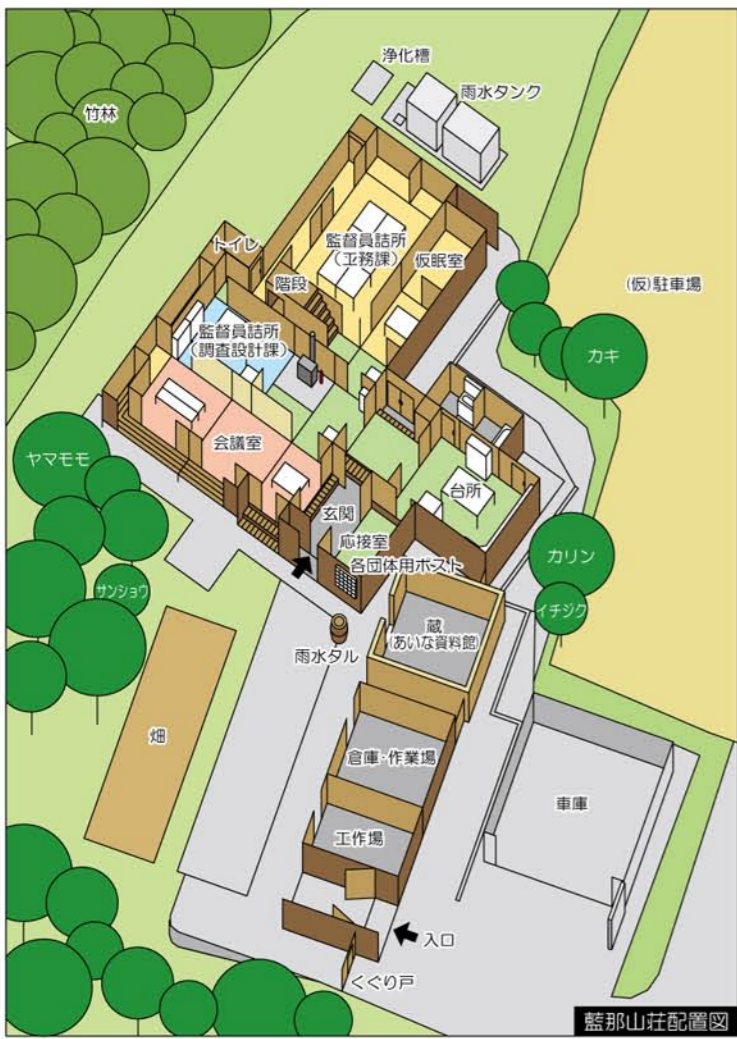 浄化槽
雨水タンク
竹林
トイレ
監督員詰所
(工務課)
仮眠室
(仮)駐車場
階段
監督員詰所
(調査設計課)
カキ
会議室
ヤマモモ
台所
玄関
応接室
カリン
各団体用ポスト
サンショウ
イチジク
蔵
(あいな資料館)
雨水タル
畑
倉庫・作業場
車庫
工作場
入口
くぐり戸
藍那山荘配置図